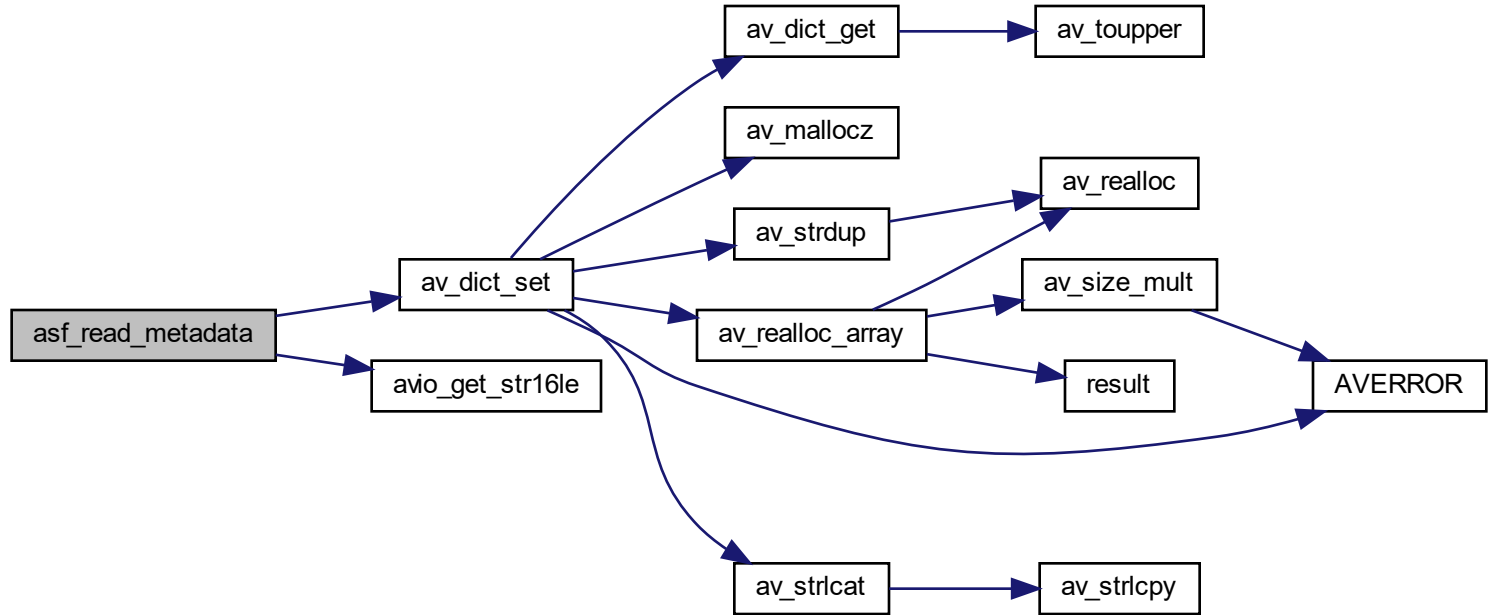 av_dict_get
av_toupper
av_mallocz
av_realloc
av_strdup
av_dict_set
av_size_mult
asf_read_metadata
av_realloc_array
avio_get_str16le
result
AVERROR
av_strlcat
av_strlcpy